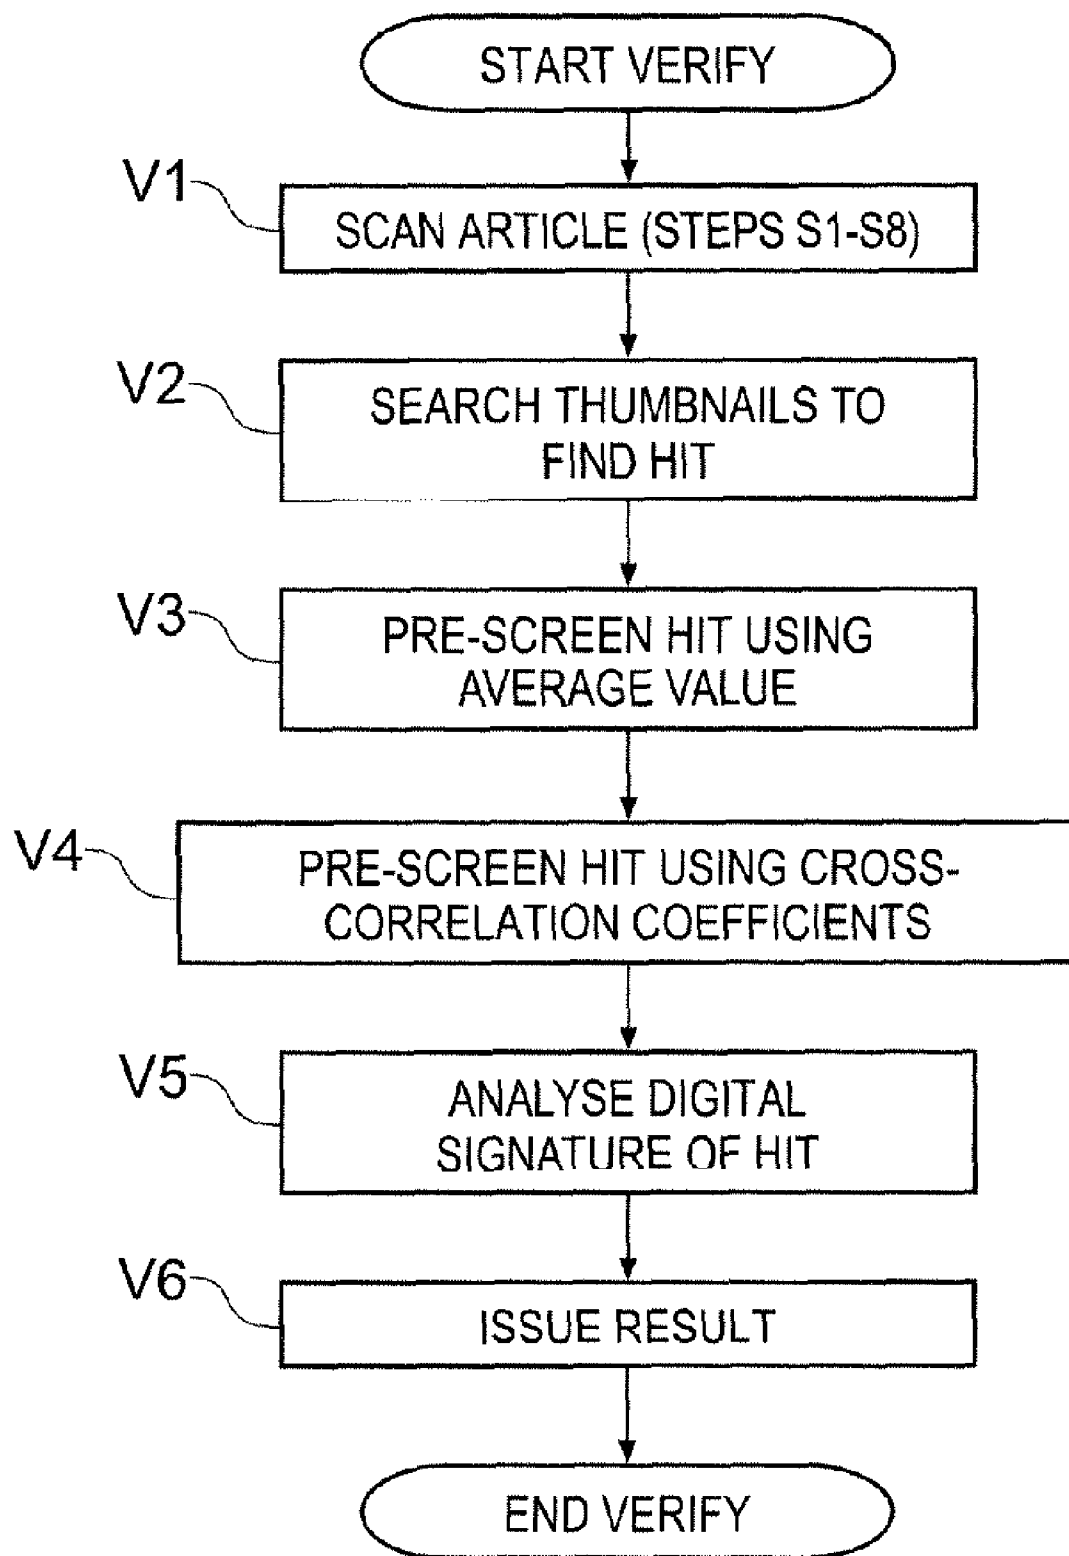 START VERIFY
V1
SCAN ARTICLE (STEPS S1-S8)
V2
SEARCH THUMBNAILS TO
FIND HIT
V3
PRE-SCREEN HIT USING
AVERAGE VALUE
V4
PRE-SCREEN HIT USING CROSS-
CORRELATION COEFFICIENTS
V5
ANALYSE DIGITAL
SIGNATURE OF HIT
V6
ISSUE RESULT
END VERIFY